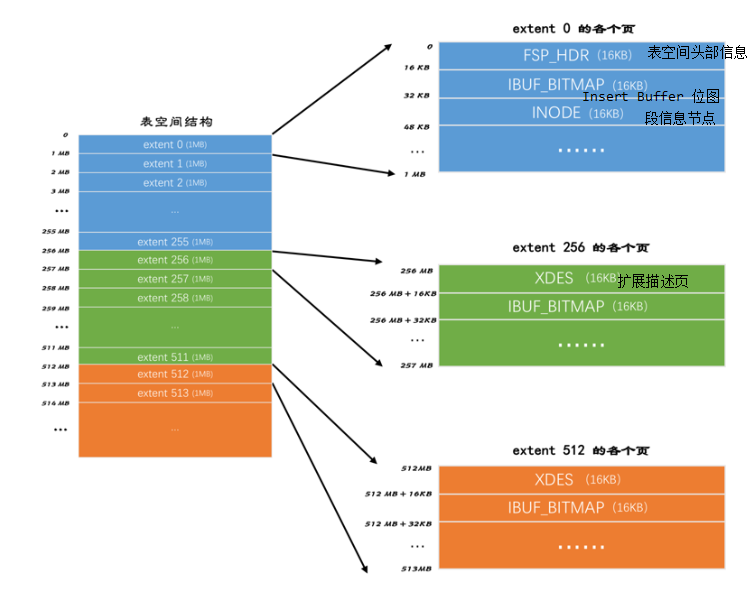 表空间结构
0
extent 0 (1MB)
1 MB
extent 1 (1MB)
2 MB
extent 2 (1MB)
3 MB
...
...
255 MB
extent 255 (1MB)
256 MB
extent 256 (1MB)
257 MB
extent 257 (1MB)
258 MB
extent 258 (1MB)
259 MB
...
...
511 MB
extent 511 (1MB)
512 MB
extent 512 (1MB)
513 MB
extent 513 (1MB)
514 MB
...
...
extent 0 的各个页
0
FSP_HDR (16KB) 表空间头部信息
16 KB
IBUF_BITMAP (16KB)
Insert Buffer 位图
32 KB
INODE (16KB)
段信息节点
48 KB
...
......
1 MB
extent 256 的各个页
256 MB
XDES (16KB) 扩展描述页
256 MB + 16KB
IBUF_BITMAP (16KB)
256 MB + 32KB
...
......
257 MB
extent 512 的各个页
512MB
XDES (16KB)
512 MB + 16KB
IBUF_BITMAP (16KB)
512 MB + 32KB
...
......
513MB